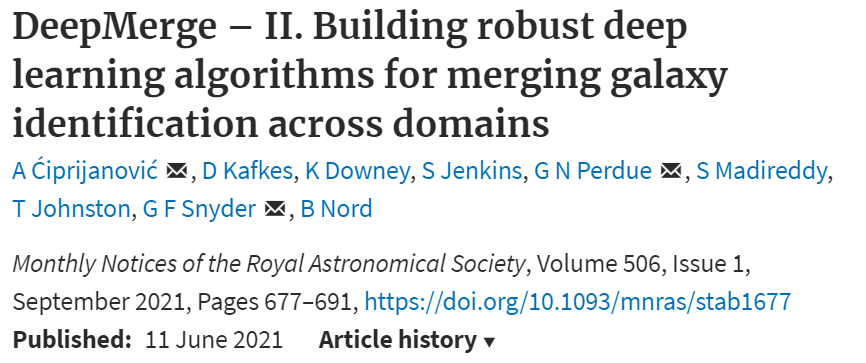 DeepMerge – II. Building robust deep
learning algorithms for merging galaxy
identification across domains
A Ćiprijanović, D Kafkes, K Downey, S Jenkins, G N Perdue, S Madireddy,
T Johnston, G F Snyder, B Nord
Monthly Notices of the Royal Astronomical Society, Volume 506, Issue 1,
September 2021, Pages 677–691, https://doi.org/10.1093/mnras/stab1677
Published: 11 June 2021 Article history ▾